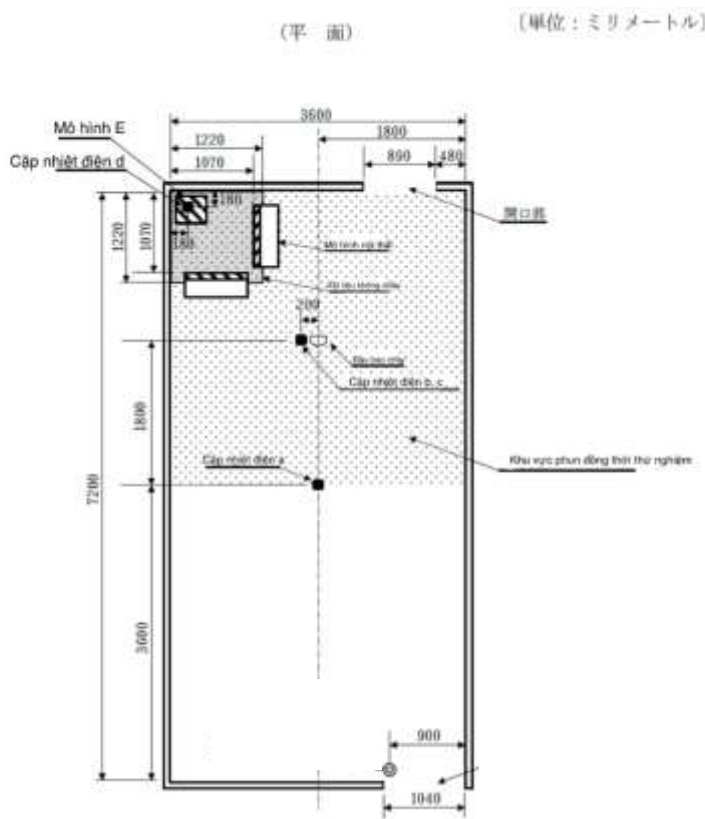 (平 面)
[単位:ミリメートル]
3600
Mô hình E
1220
1800
Cặp nhiệt điện d
1070
890
480
180
開口部
1220
1070
180
Mô hình nội thất
200
Cặp nhiệt điện b, c
1800
Cặp nhiệt điện a
Khu vực phun đồng thời thử nghiệm
7200
3600
900
1040